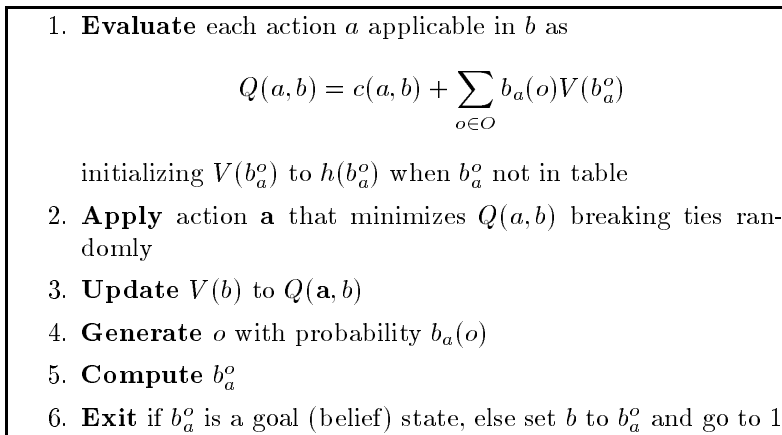 1. Evaluate each action a applicable in b as
Q(a, b) = c(a, b) + ∑_{o∈O} b_a(o)V(b_a^o)
initializing V(b_a^o) to h(b_a^o) when b_a^o not in table
2. Apply action a that minimizes Q(a, b) breaking ties ran-
domly
3. Update V(b) to Q(a, b)
4. Generate o with probability b_a(o)
5. Compute b_a^o
6. Exit if b_a^o is a goal (belief) state, else set b to b_a^o and go to 1